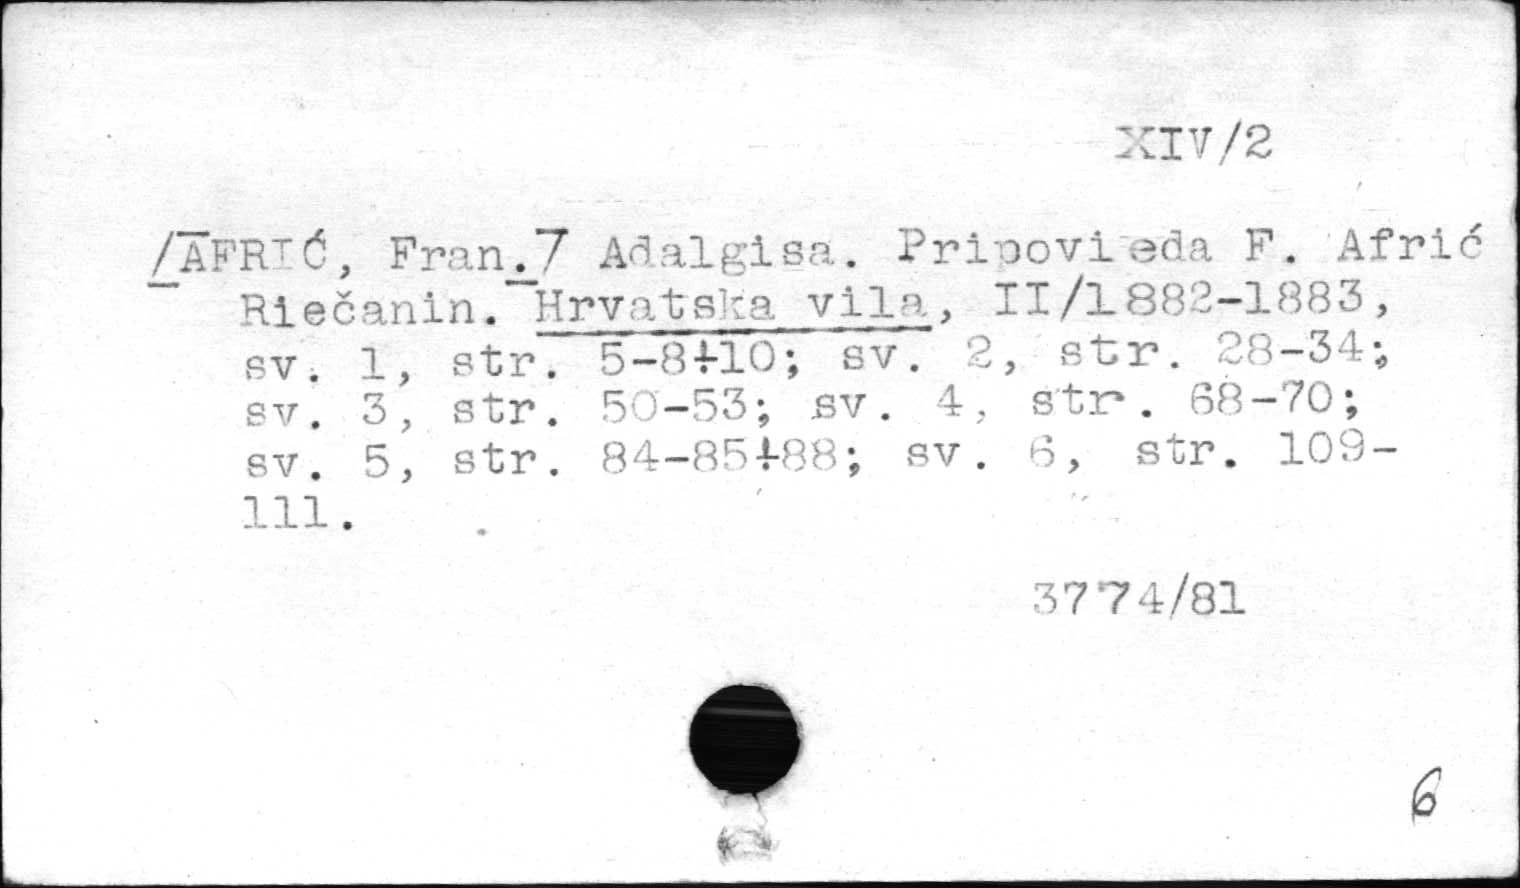 XIV/2
[AFRIĆ, Fran.] Adalgisa. Pripovieda F. Afrić
Riečanin. Hrvatska vila, II/1882-1883,
sv. 1, str. 5-8+10; sv. 2, str. 28-34;
sv. 3, str. 50-53; sv. 4, str. 68-70;
sv. 5, str. 84-85+88; sv. 6, str. 109-
111.
3774/81
6